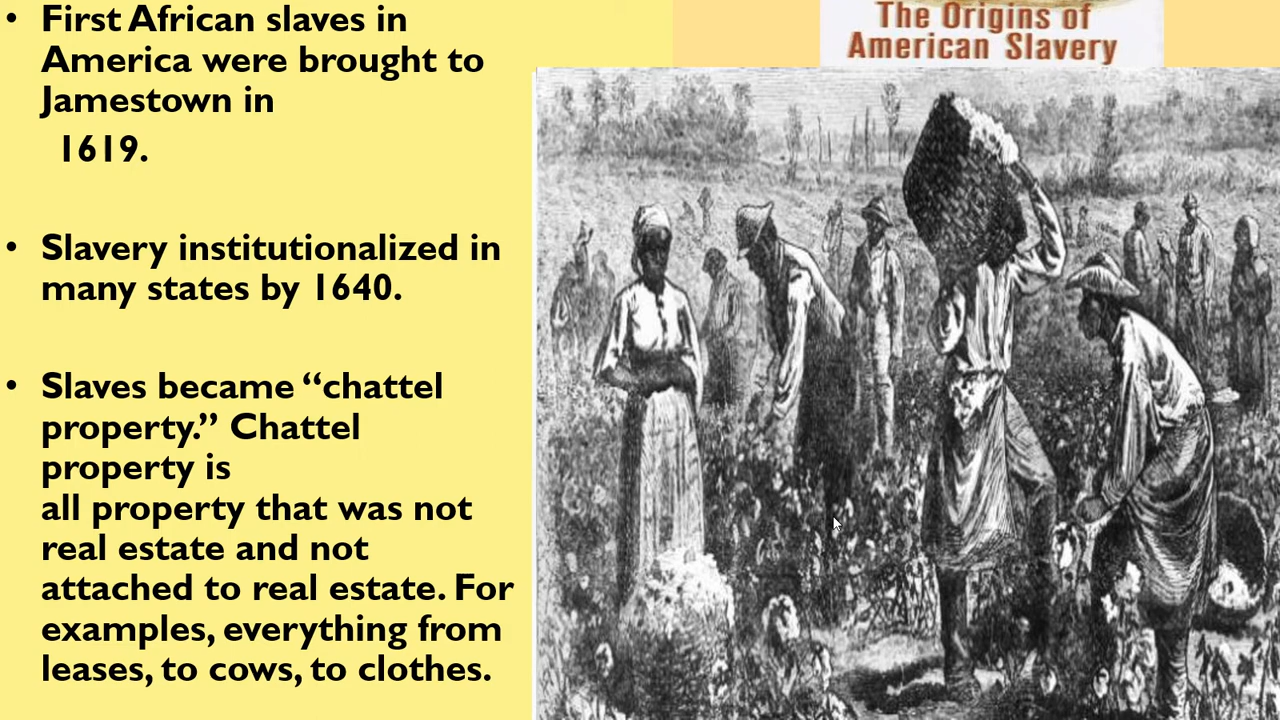 • First African slaves in
America were brought to
Jamestown in
1619.
• Slavery institutionalized in
many states by 1640.
• Slaves became “chattel
property.” Chattel
property is
all property that was not
real estate and not
attached to real estate. For
examples, everything from
leases, to cows, to clothes.
The Origins of
American Slavery